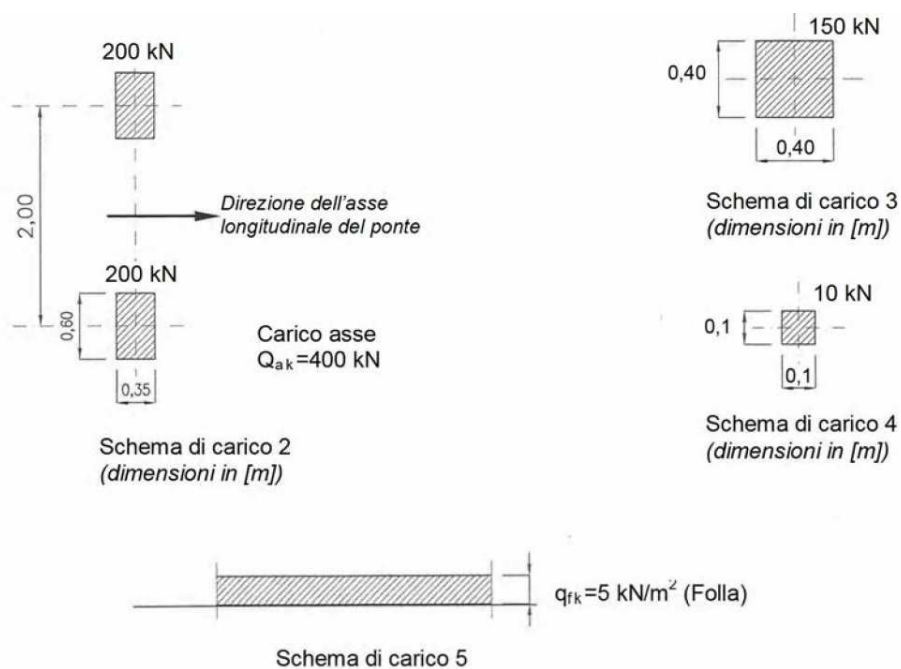 200 kN
2,00
Direzione dell'asse
longitudinale del ponte
200 kN
0,60
0,35
Carico asse
Qak=400 kN
Schema di carico 2
(dimensioni in [m])
150 kN
0,40
0,40
Schema di carico 3
(dimensioni in [m])
10 kN
0,1
0,1
Schema di carico 4
(dimensioni in [m])
qfk=5 kN/m² (Folla)
Schema di carico 5